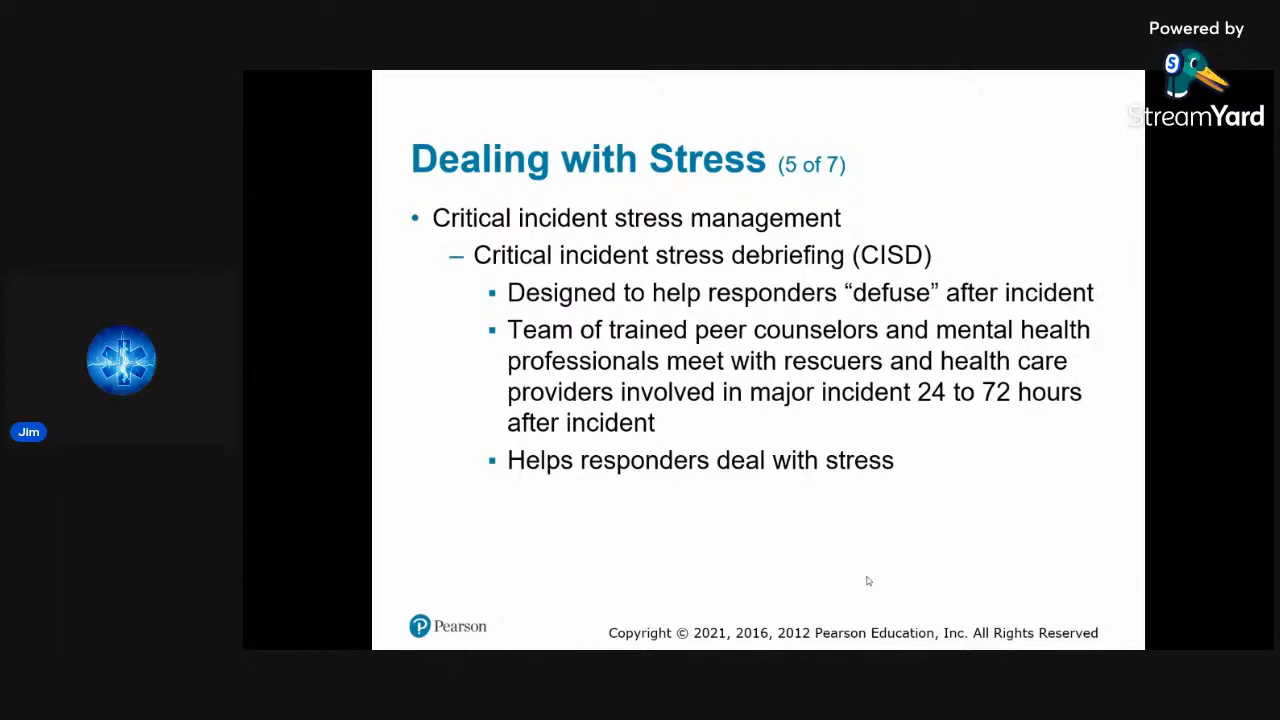 Powered by
StreamYard
Dealing with Stress (5 of 7)
• Critical incident stress management
– Critical incident stress debriefing (CISD)
▪ Designed to help responders “defuse” after incident
▪ Team of trained peer counselors and mental health
professionals meet with rescuers and health care
providers involved in major incident 24 to 72 hours
after incident
▪ Helps responders deal with stress
Jim
Pearson
Copyright © 2021, 2016, 2012 Pearson Education, Inc. All Rights Reserved